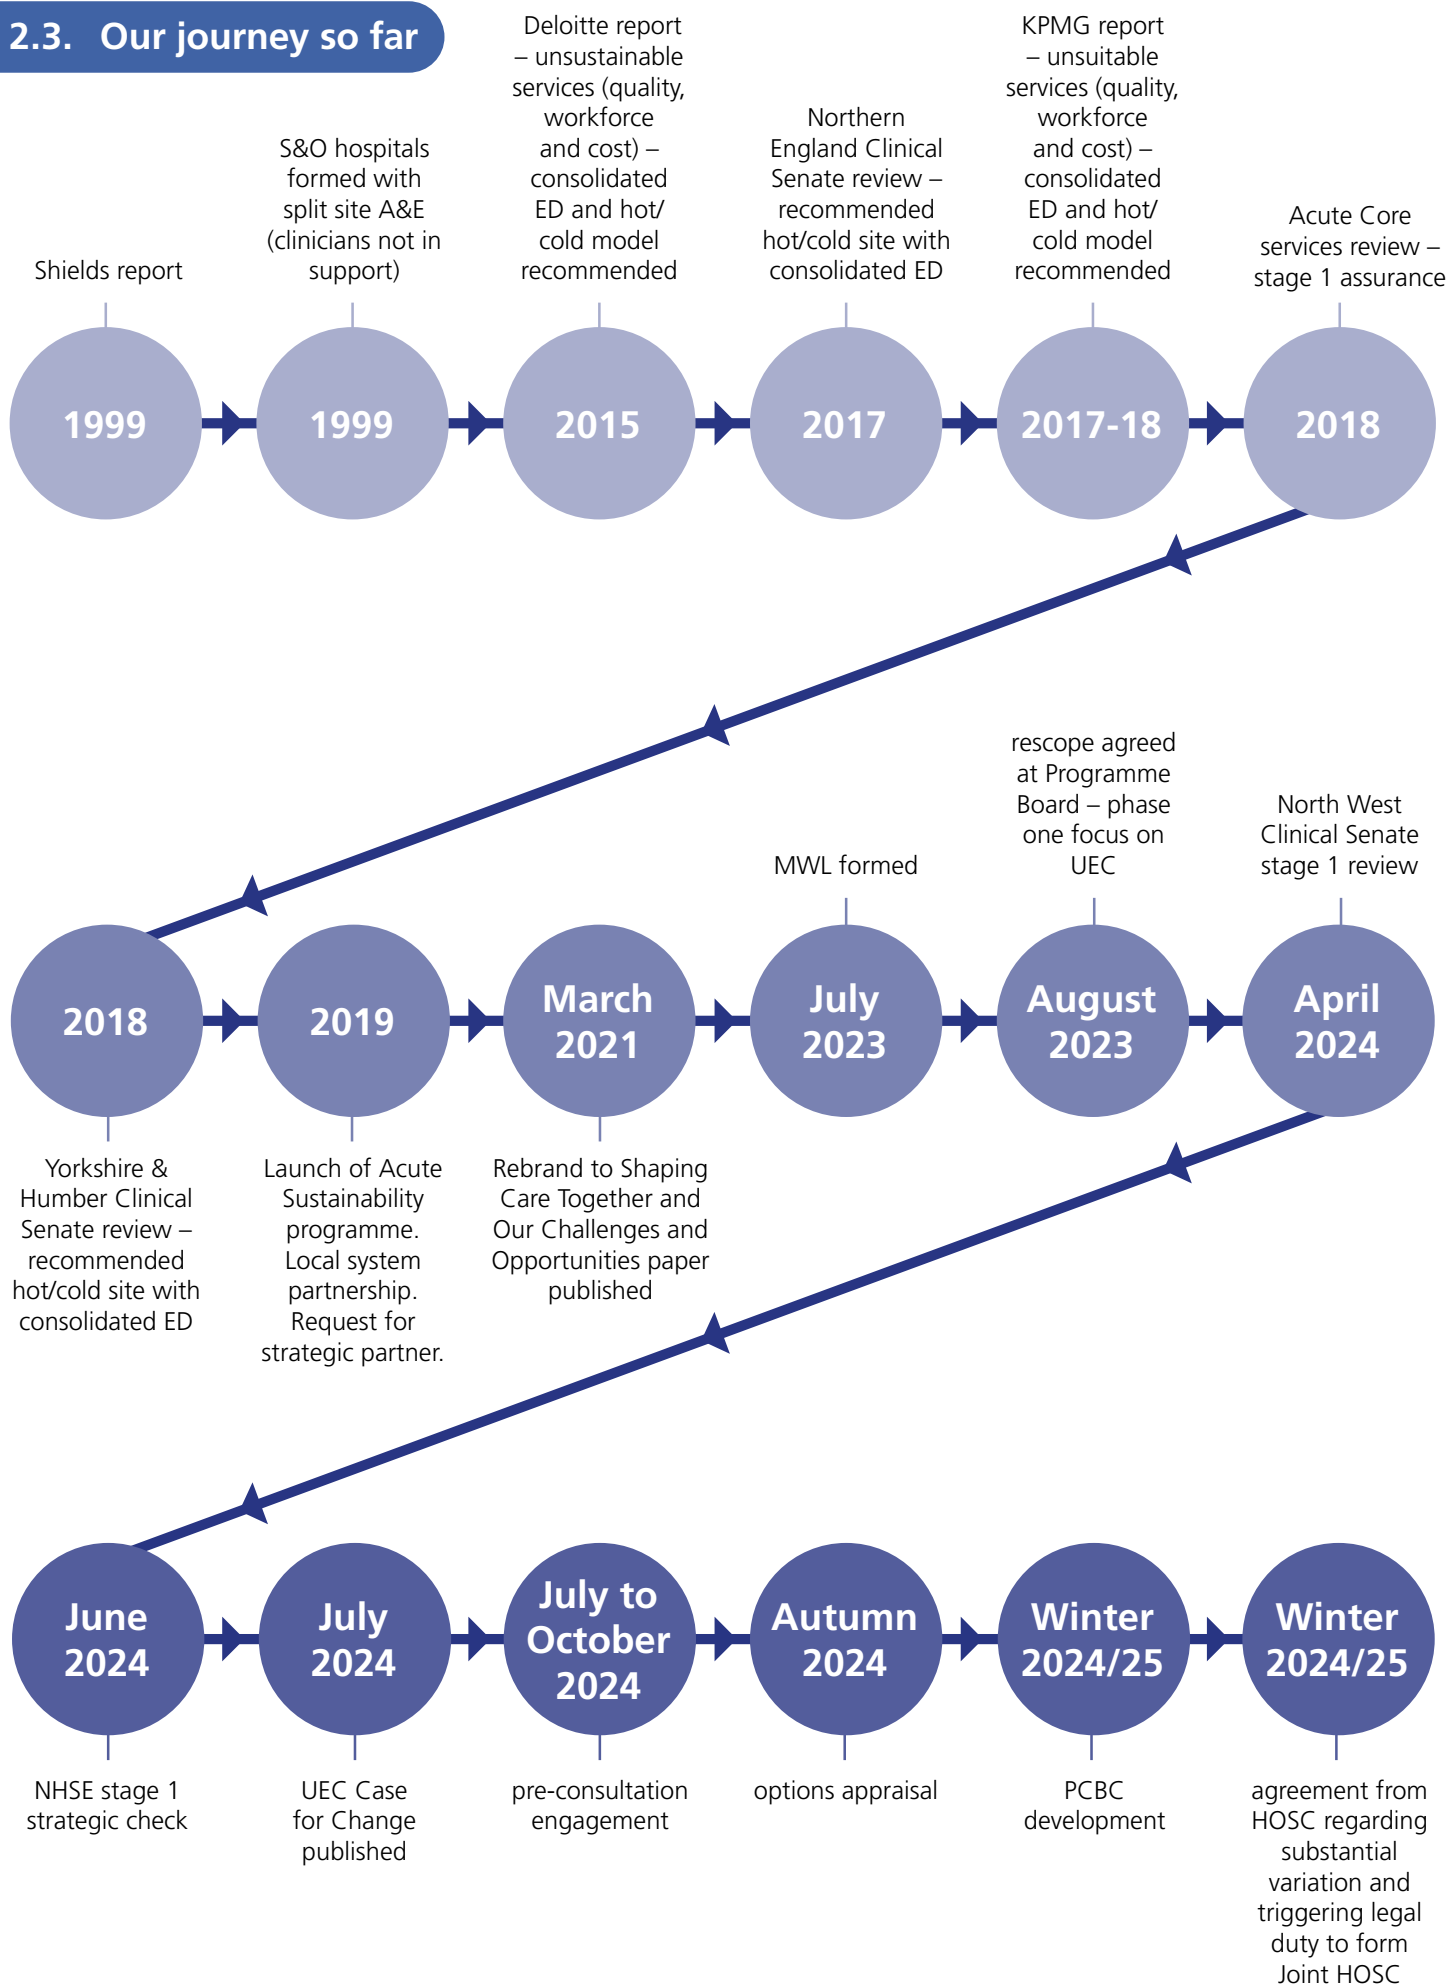 2.3. Our journey so far
Shields report
1999
S&O hospitals
formed with
split site A&E
(clinicians not in
support)
1999
Deloitte report
– unsustainable
services (quality,
workforce
and cost) –
consolidated
ED and hot/
cold model
recommended
2015
Northern
England Clinical
Senate review –
recommended
hot/cold site with
consolidated ED
2017
KPMG report
– unsuitable
services (quality,
workforce
and cost) –
consolidated
ED and hot/
cold model
recommended
2017-18
Acute Core
services review –
stage 1 assurance
2018
2018
Yorkshire &
Humber Clinical
Senate review –
recommended
hot/cold site with
consolidated ED
2019
Launch of Acute
Sustainability
programme.
Local system
partnership.
Request for
strategic partner.
March
2021
Rebrand to Shaping
Care Together and
Our Challenges and
Opportunities paper
published
MWL formed
July
2023
rescope agreed
at Programme
Board – phase
one focus on
UEC
August
2023
North West
Clinical Senate
stage 1 review
April
2024
June
2024
NHSE stage 1
strategic check
July
2024
UEC Case
for Change
published
July to
October
2024
pre-consultation
engagement
Autumn
2024
options appraisal
Winter
2024/25
PCBC
development
Winter
2024/25
agreement from
HOSC regarding
substantial
variation and
triggering legal
duty to form
Joint HOSC